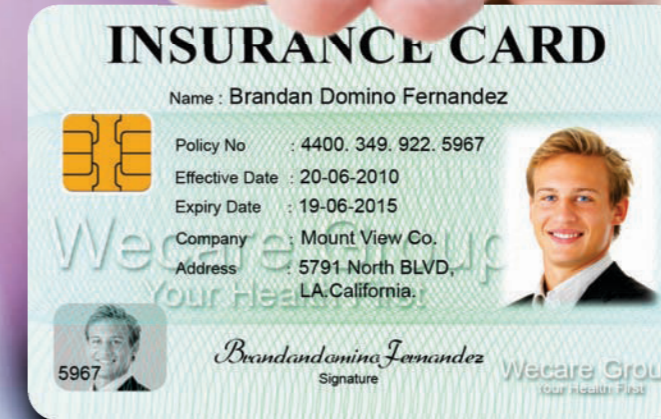 INSURANCE CARD
Name : Brandan Domino Fernandez
Policy No : 4400. 349. 922. 5967
Effective Date : 20-06-2010
Expiry Date : 19-06-2015
Company : Mount View Co.
Address : 5791 North BLVD,
LA.California.
Wecare Group
Your Health First
5967
Brandandomino Fernandez
Signature
Wecare Grou
Your Health First